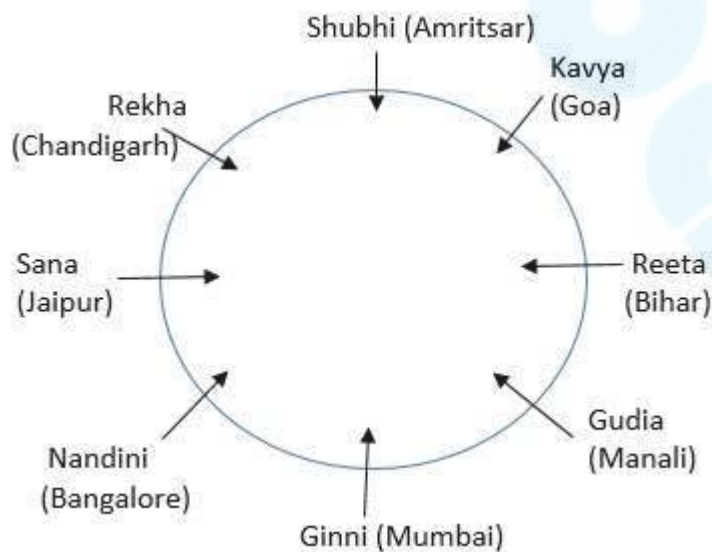 Shubhi (Amritsar)
Kavya
(Goa)
Rekha
(Chandigarh)
Sana
(Jaipur)
Reeta
(Bihar)
Gudia
(Manali)
Nandini
(Bangalore)
Ginni (Mumbai)